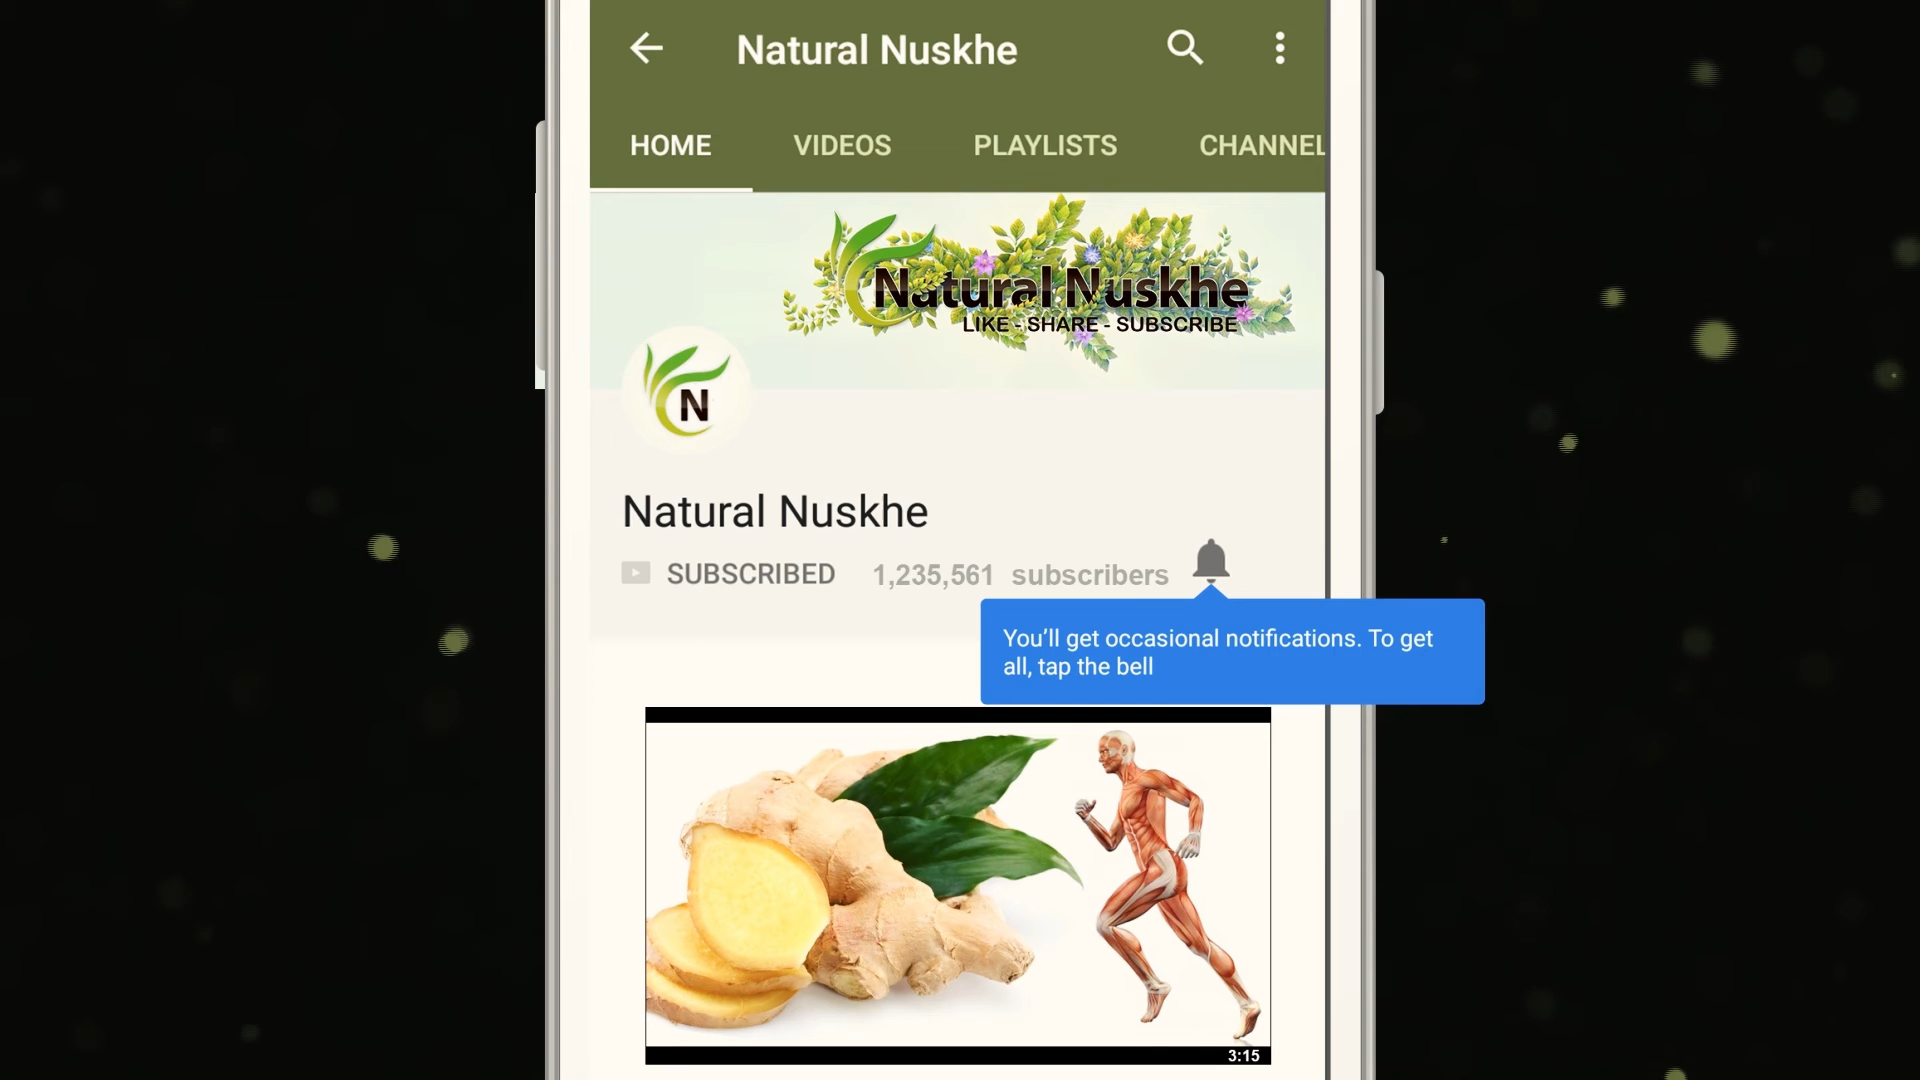 Natural Nuskhe
HOME VIDEOS PLAYLISTS CHANNEL
Natural Nuskhe
LIKE - SHARE - SUBSCRIBE
N
Natural Nuskhe
SUBSCRIBED 1,235,561 subscribers
You’ll get occasional notifications. To get
all, tap the bell
3:15